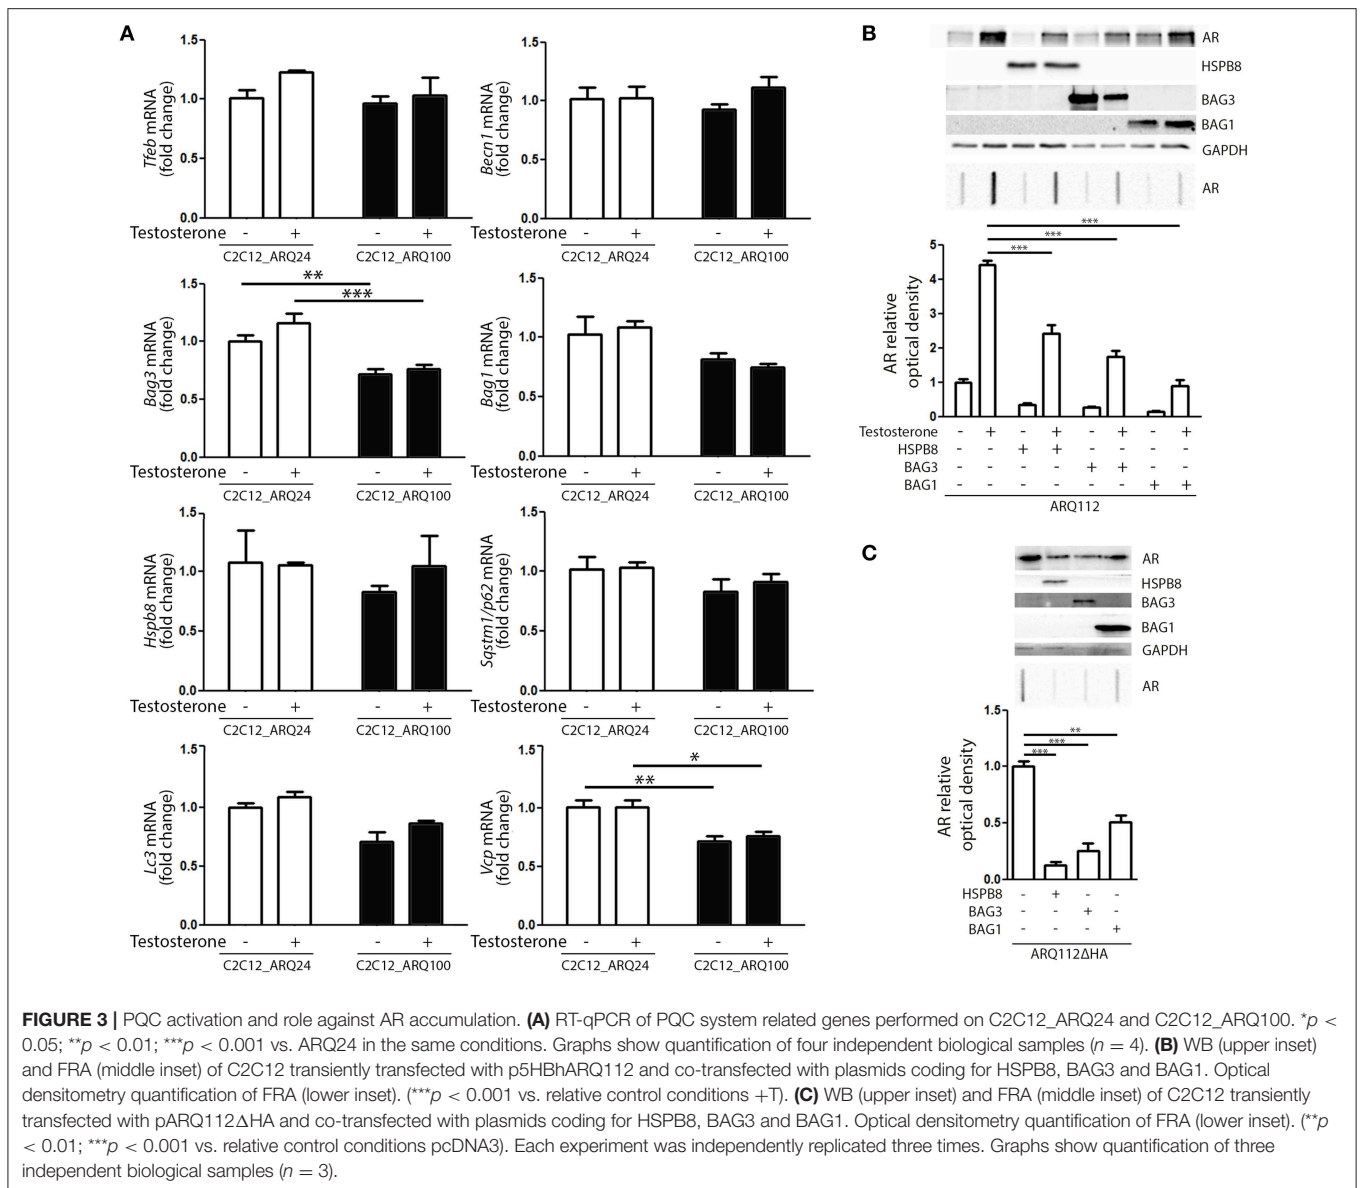 A
Tfeb mRNA
(fold change)
1.5
1.0
0.5
0.0
Testosterone - + - +
C2C12_ARQ24 C2C12_ARQ100
Becn1 mRNA
(fold change)
1.5
1.0
0.5
0.0
Testosterone - + - +
C2C12_ARQ24 C2C12_ARQ100
Bag3 mRNA
(fold change)
1.5
1.0
0.5
0.0
**
***
Testosterone - + - +
C2C12_ARQ24 C2C12_ARQ100
Bag1 mRNA
(fold change)
1.5
1.0
0.5
0.0
Testosterone - + - +
C2C12_ARQ24 C2C12_ARQ100
Hspb8 mRNA
(fold change)
1.5
1.0
0.5
0.0
Testosterone - + - +
C2C12_ARQ24 C2C12_ARQ100
Sqstm1/p62 mRNA
(fold change)
1.5
1.0
0.5
0.0
Testosterone - + - +
C2C12_ARQ24 C2C12_ARQ100
Lc3 mRNA
(fold change)
1.5
1.0
0.5
0.0
Testosterone - + - +
C2C12_ARQ24 C2C12_ARQ100
Vcp mRNA
(fold change)
1.5
1.0
0.5
0.0
*
**
Testosterone - + - +
C2C12_ARQ24 C2C12_ARQ100
B
AR
HSPB8
BAG3
BAG1
GAPDH
AR
***
***
***
AR relative
optical density
5
4
3
2
1
0
Testosterone - + - + - + - +
HSPB8 - - + + - - - -
BAG3 - - - - + + - -
BAG1 - - - - - - + +
ARQ112
C
AR
HSPB8
BAG3
BAG1
GAPDH
AR
**
***
***
AR relative
optical density
1.5
1.0
0.5
0.0
HSPB8 - + - -
BAG3 - - + -
BAG1 - - - +
ARQ112ΔHA
FIGURE 3 | PQC activation and role against AR accumulation. (A) RT-qPCR of PQC system related genes performed on C2C12_ARQ24 and C2C12_ARQ100. *p <
0.05; **p < 0.01; ***p < 0.001 vs. ARQ24 in the same conditions. Graphs show quantification of four independent biological samples (n = 4). (B) WB (upper inset)
and FRA (middle inset) of C2C12 transiently transfected with p5HBhARQ112 and co-transfected with plasmids coding for HSPB8, BAG3 and BAG1. Optical
densitometry quantification of FRA (lower inset). (***p < 0.001 vs. relative control conditions +T). (C) WB (upper inset) and FRA (middle inset) of C2C12 transiently
transfected with pARQ112ΔHA and co-transfected with plasmids coding for HSPB8, BAG3 and BAG1. Optical densitometry quantification of FRA (lower inset). (**p
< 0.01; ***p < 0.001 vs. relative control conditions pcDNA3). Each experiment was independently replicated three times. Graphs show quantification of three
independent biological samples (n = 3).